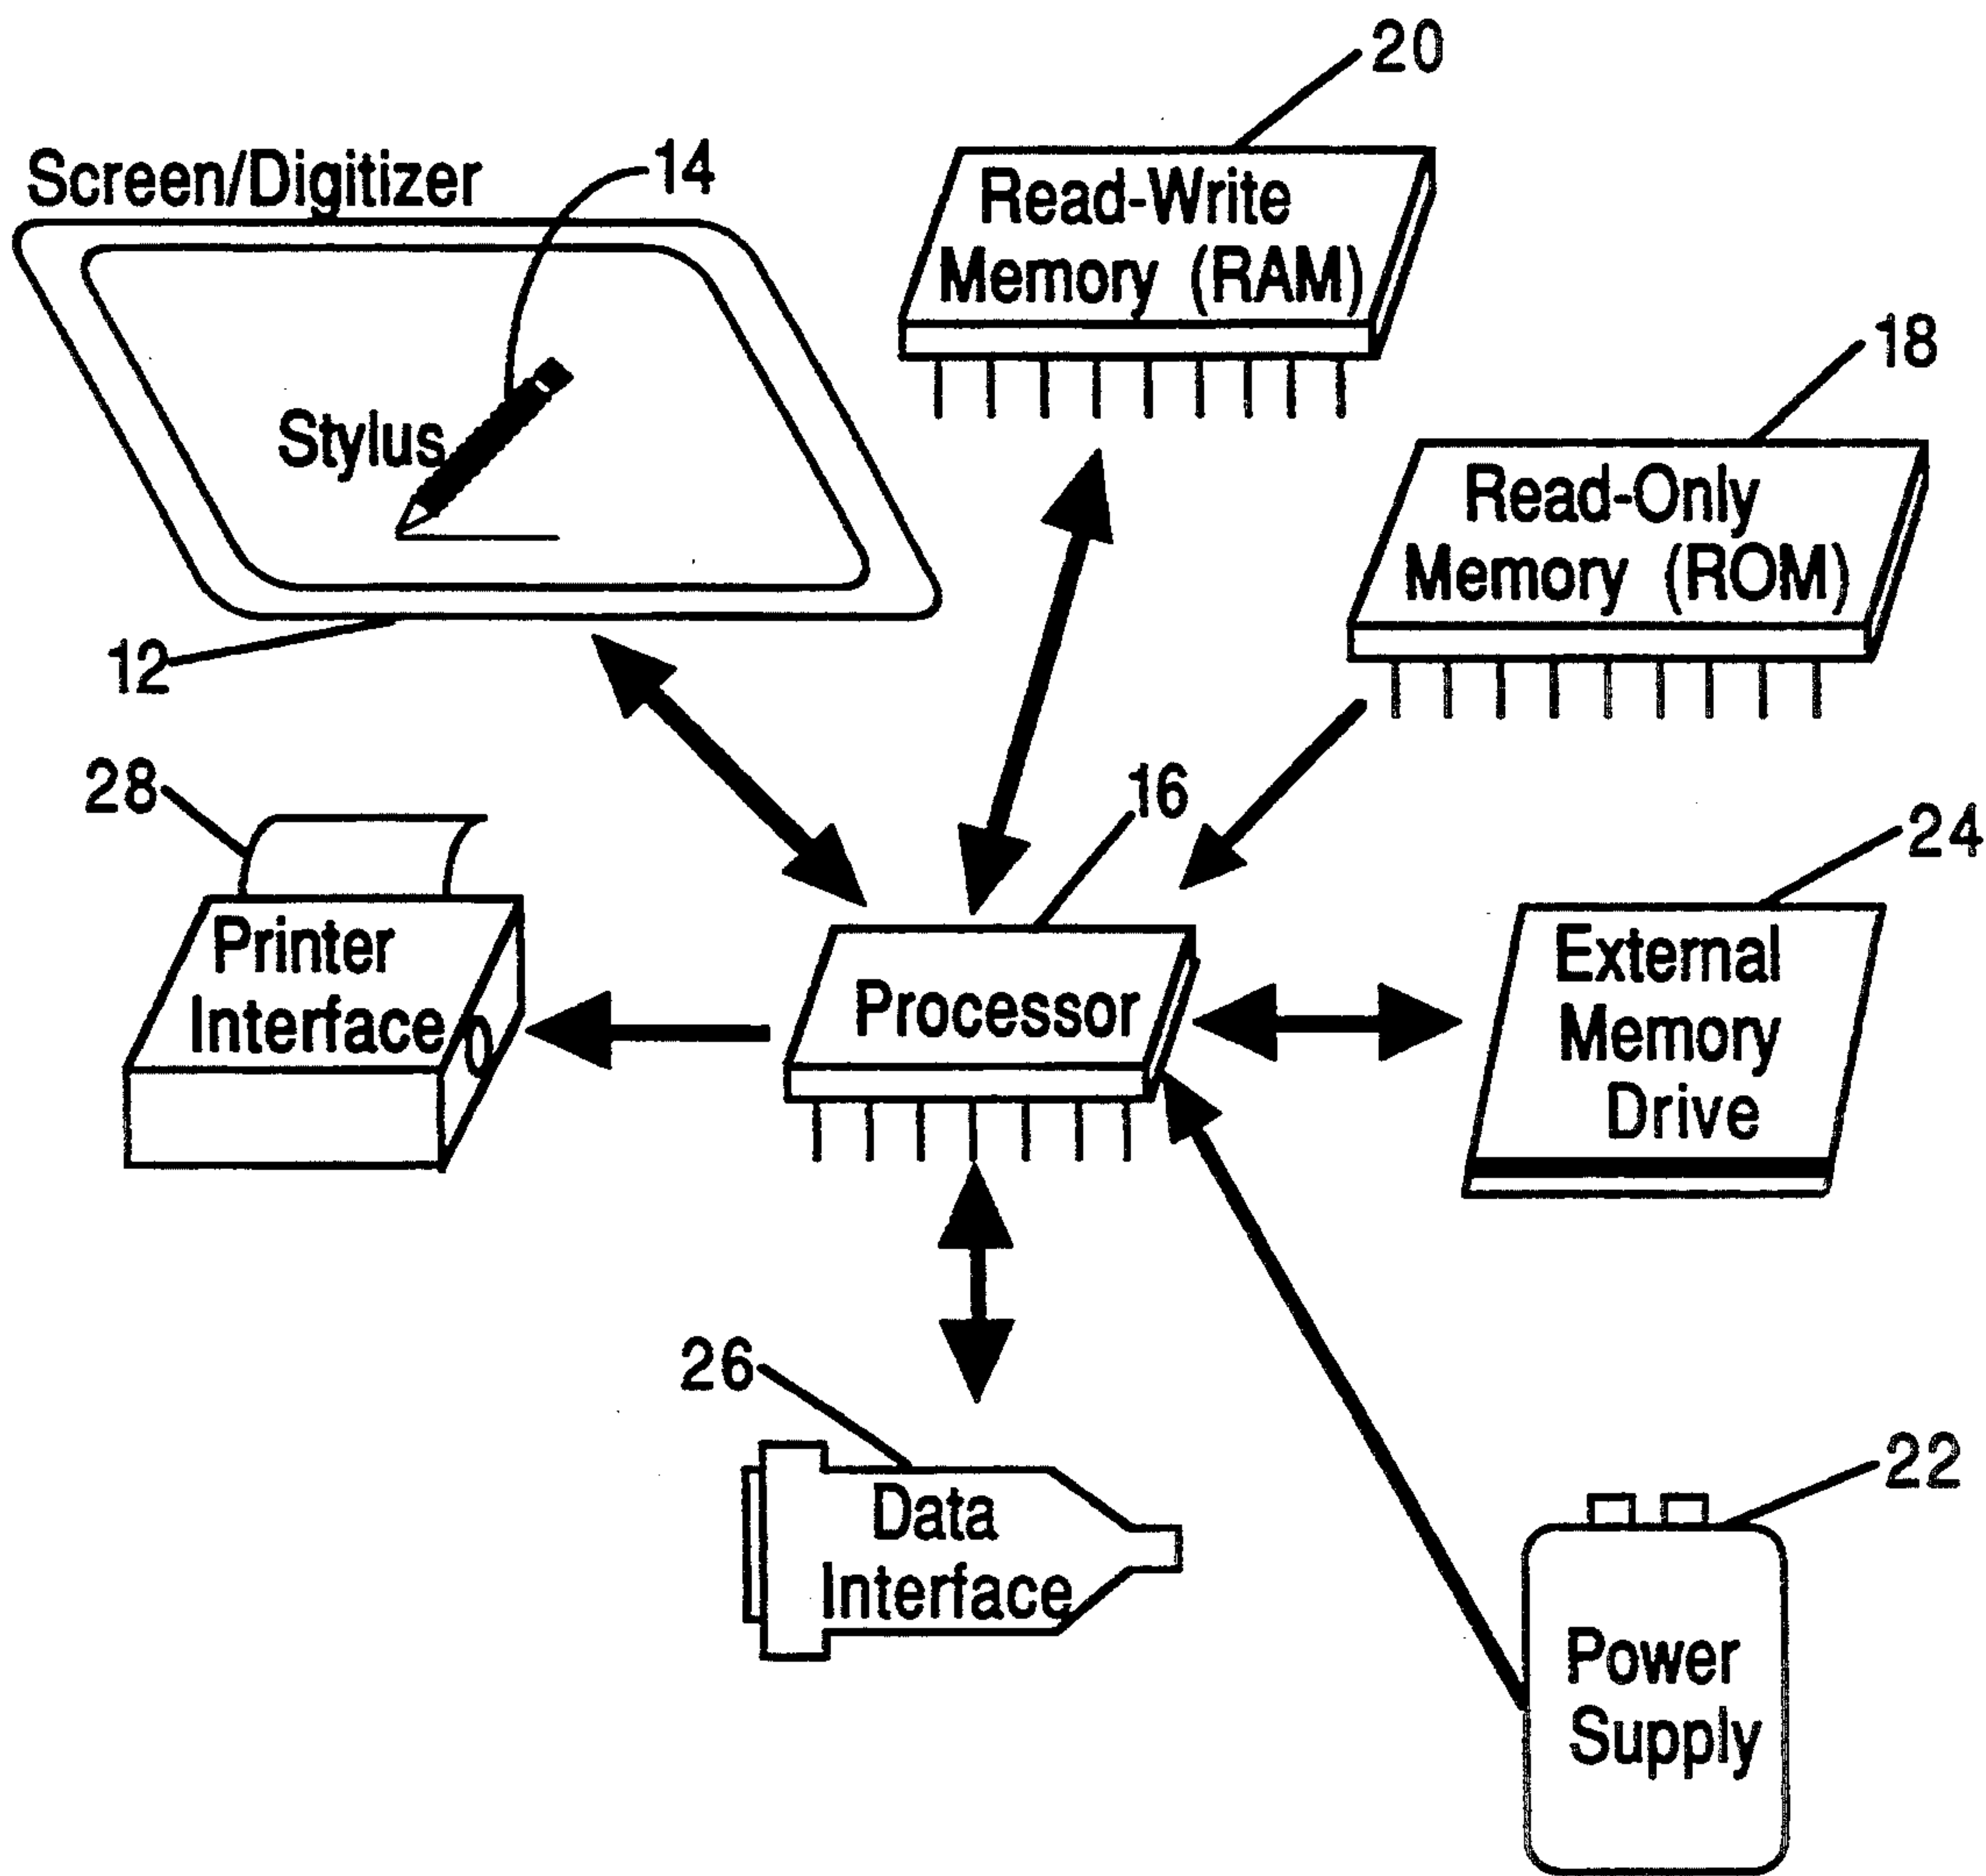 20
Screen/Digitizer
14
Read-Write
Memory (RAM)
18
Stylus
Read-Only
Memory (ROM)
12
28
16
24
Printer
Interface
Processor
External
Memory
Drive
26
22
Data
Interface
Power
Supply